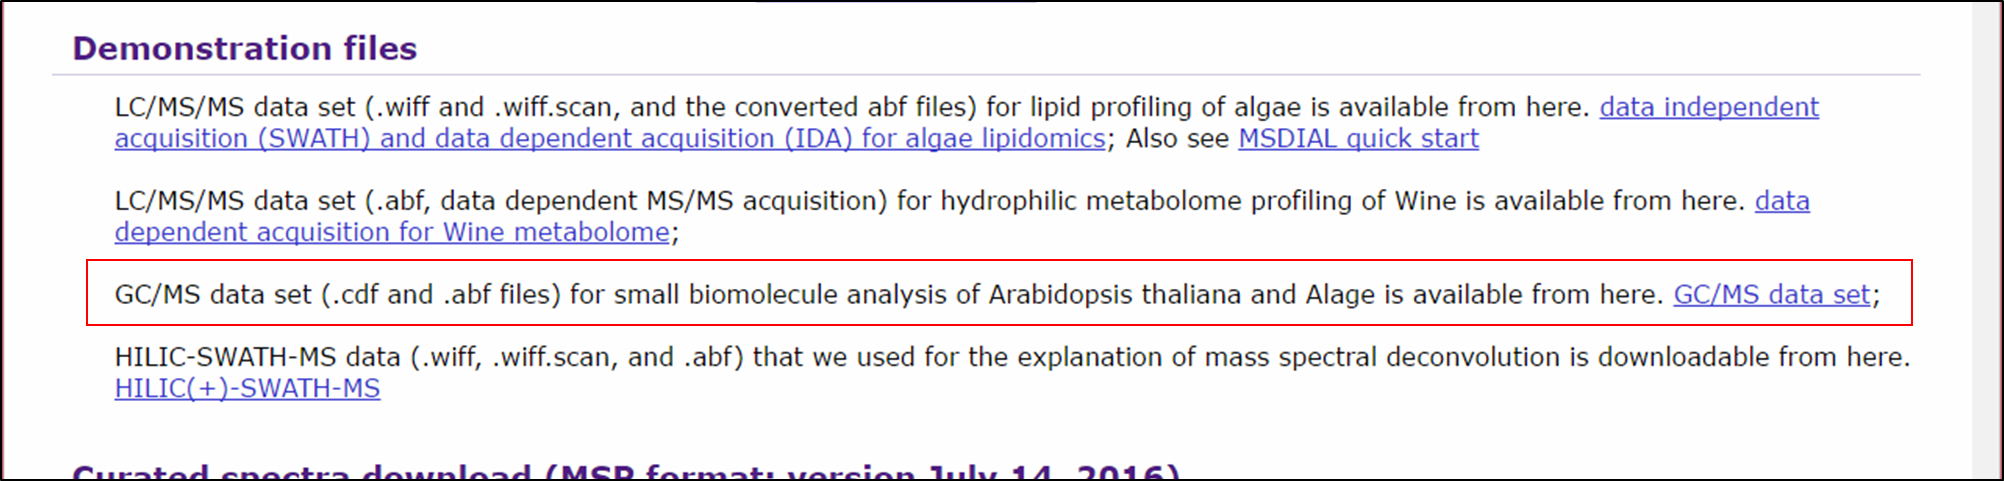 Demonstration files
LC/MS/MS data set (.wiff and .wiff.scan, and the converted abf files) for lipid profiling of algae is available from here. data independent
acquisition (SWATH) and data dependent acquisition (IDA) for algae lipidomics; Also see MSDIAL quick start
LC/MS/MS data set (.abf, data dependent MS/MS acquisition) for hydrophilic metabolome profiling of Wine is available from here. data
dependent acquisition for Wine metabolome;
GC/MS data set (.cdf and .abf files) for small biomolecule analysis of Arabidopsis thaliana and Alage is available from here. GC/MS data set;
HILIC-SWATH-MS data (.wiff, .wiff.scan, and .abf) that we used for the explanation of mass spectral deconvolution is downloadable from here.
HILIC(+)-SWATH-MS
Curated spectra download (MSP format: version July 14, 2016)